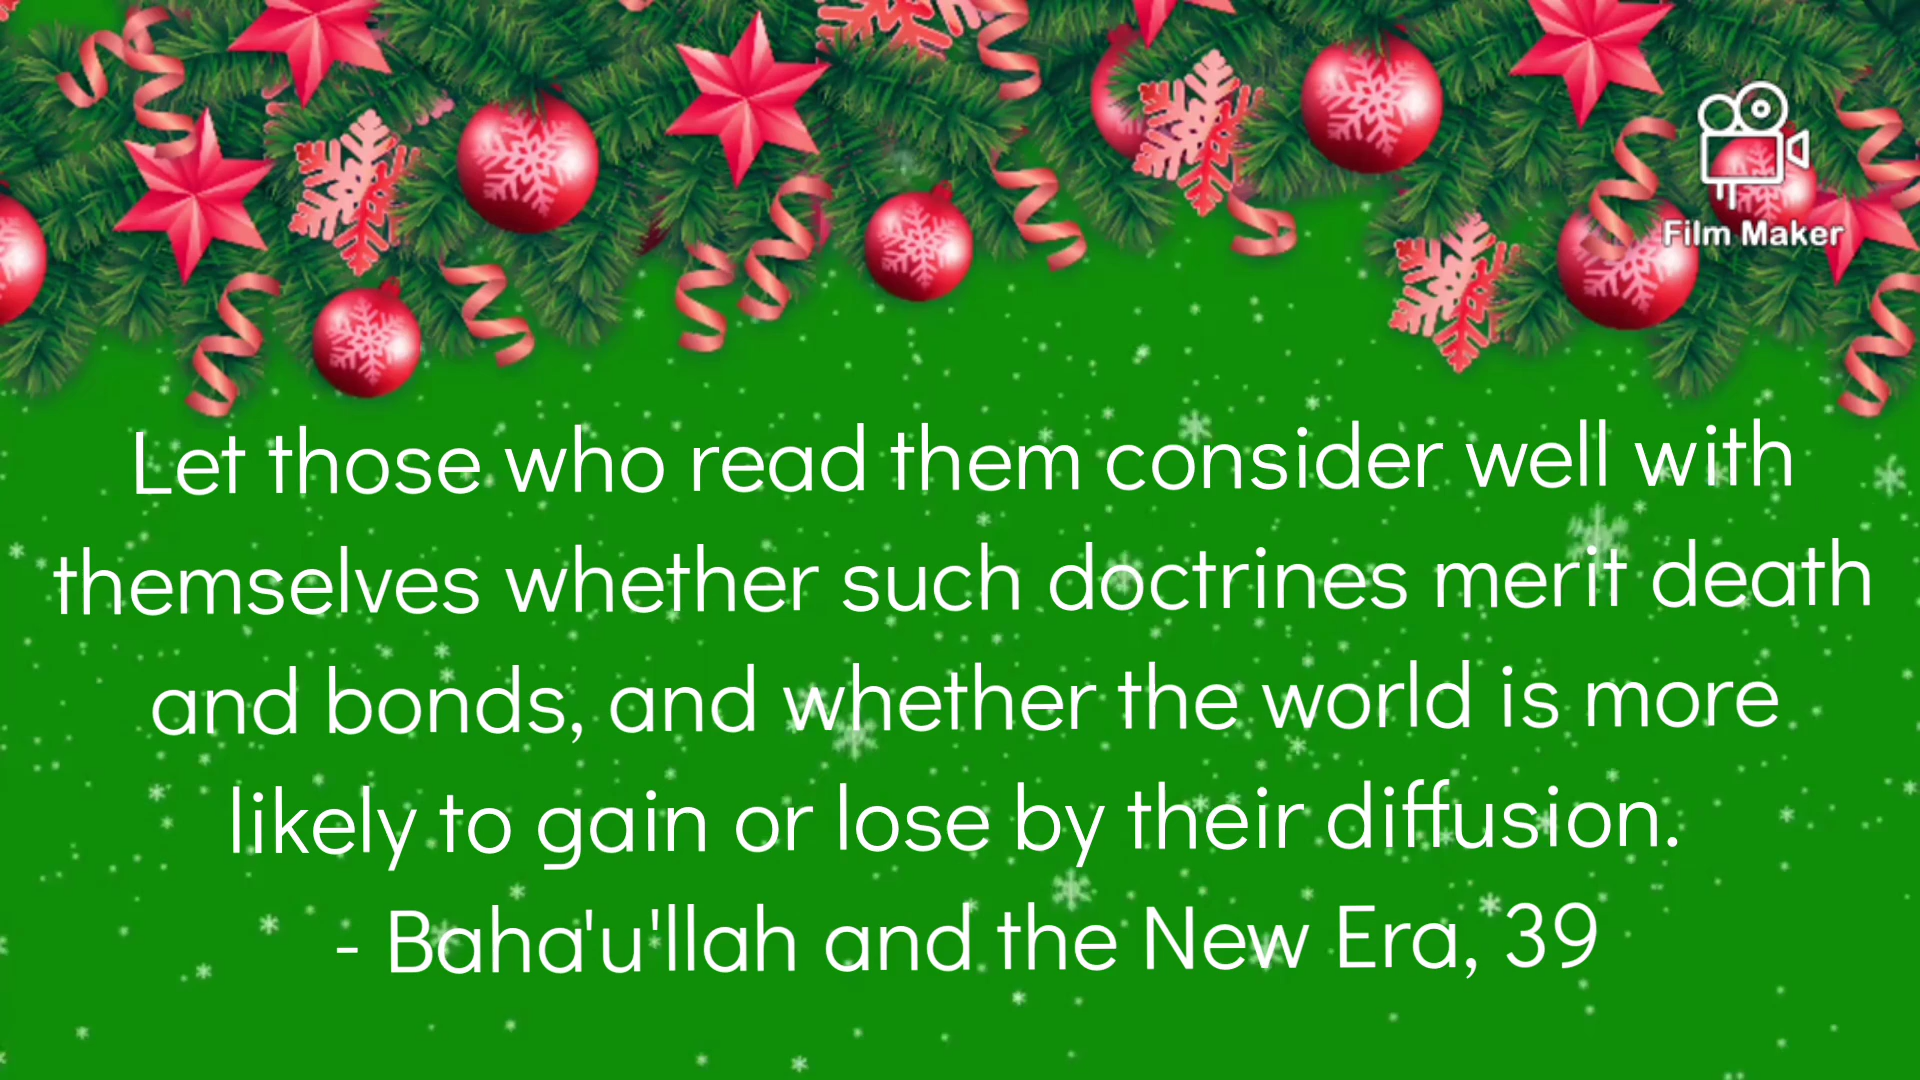 Film Maker
Let those who read them consider well with
themselves whether such doctrines merit death
and bonds, and whether the world is more
likely to gain or lose by their diffusion.
- Baha'u'llah and the New Era, 39